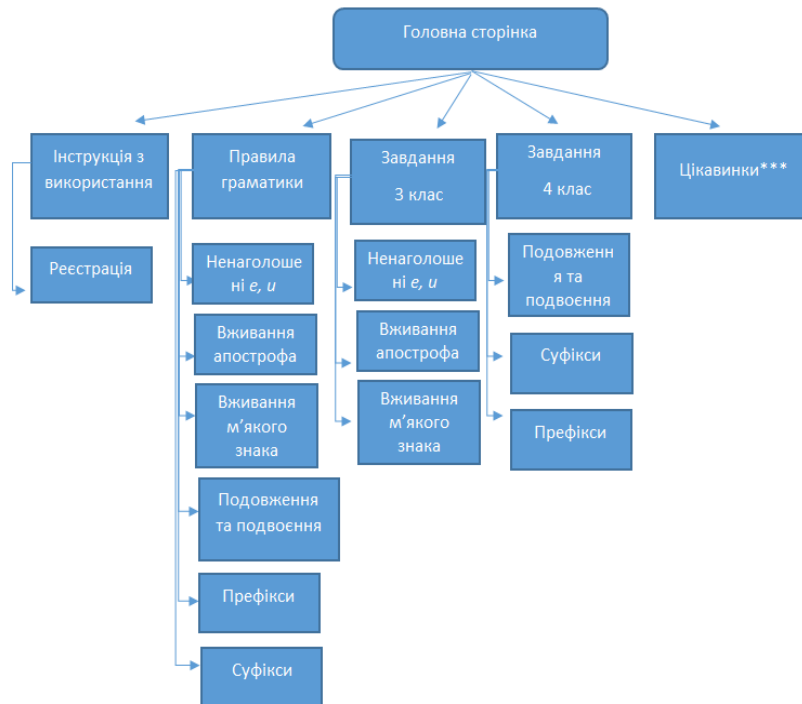 Головна сторінка
Інструкція з
використання
Правила
граматики
Завдання
3 клас
Завдання
4 клас
Цікавинки***
Реєстрація
Ненаголоше
ні е, и
Вживання
апострофа
Вживання
м’якого
знака
Подовження
та подвоєння
Префікси
Суфікси
Ненаголоше
ні е, и
Вживання
апострофа
Вживання
м’якого
знака
Подовженн
я та
подвоєння
Суфікси
Префікси